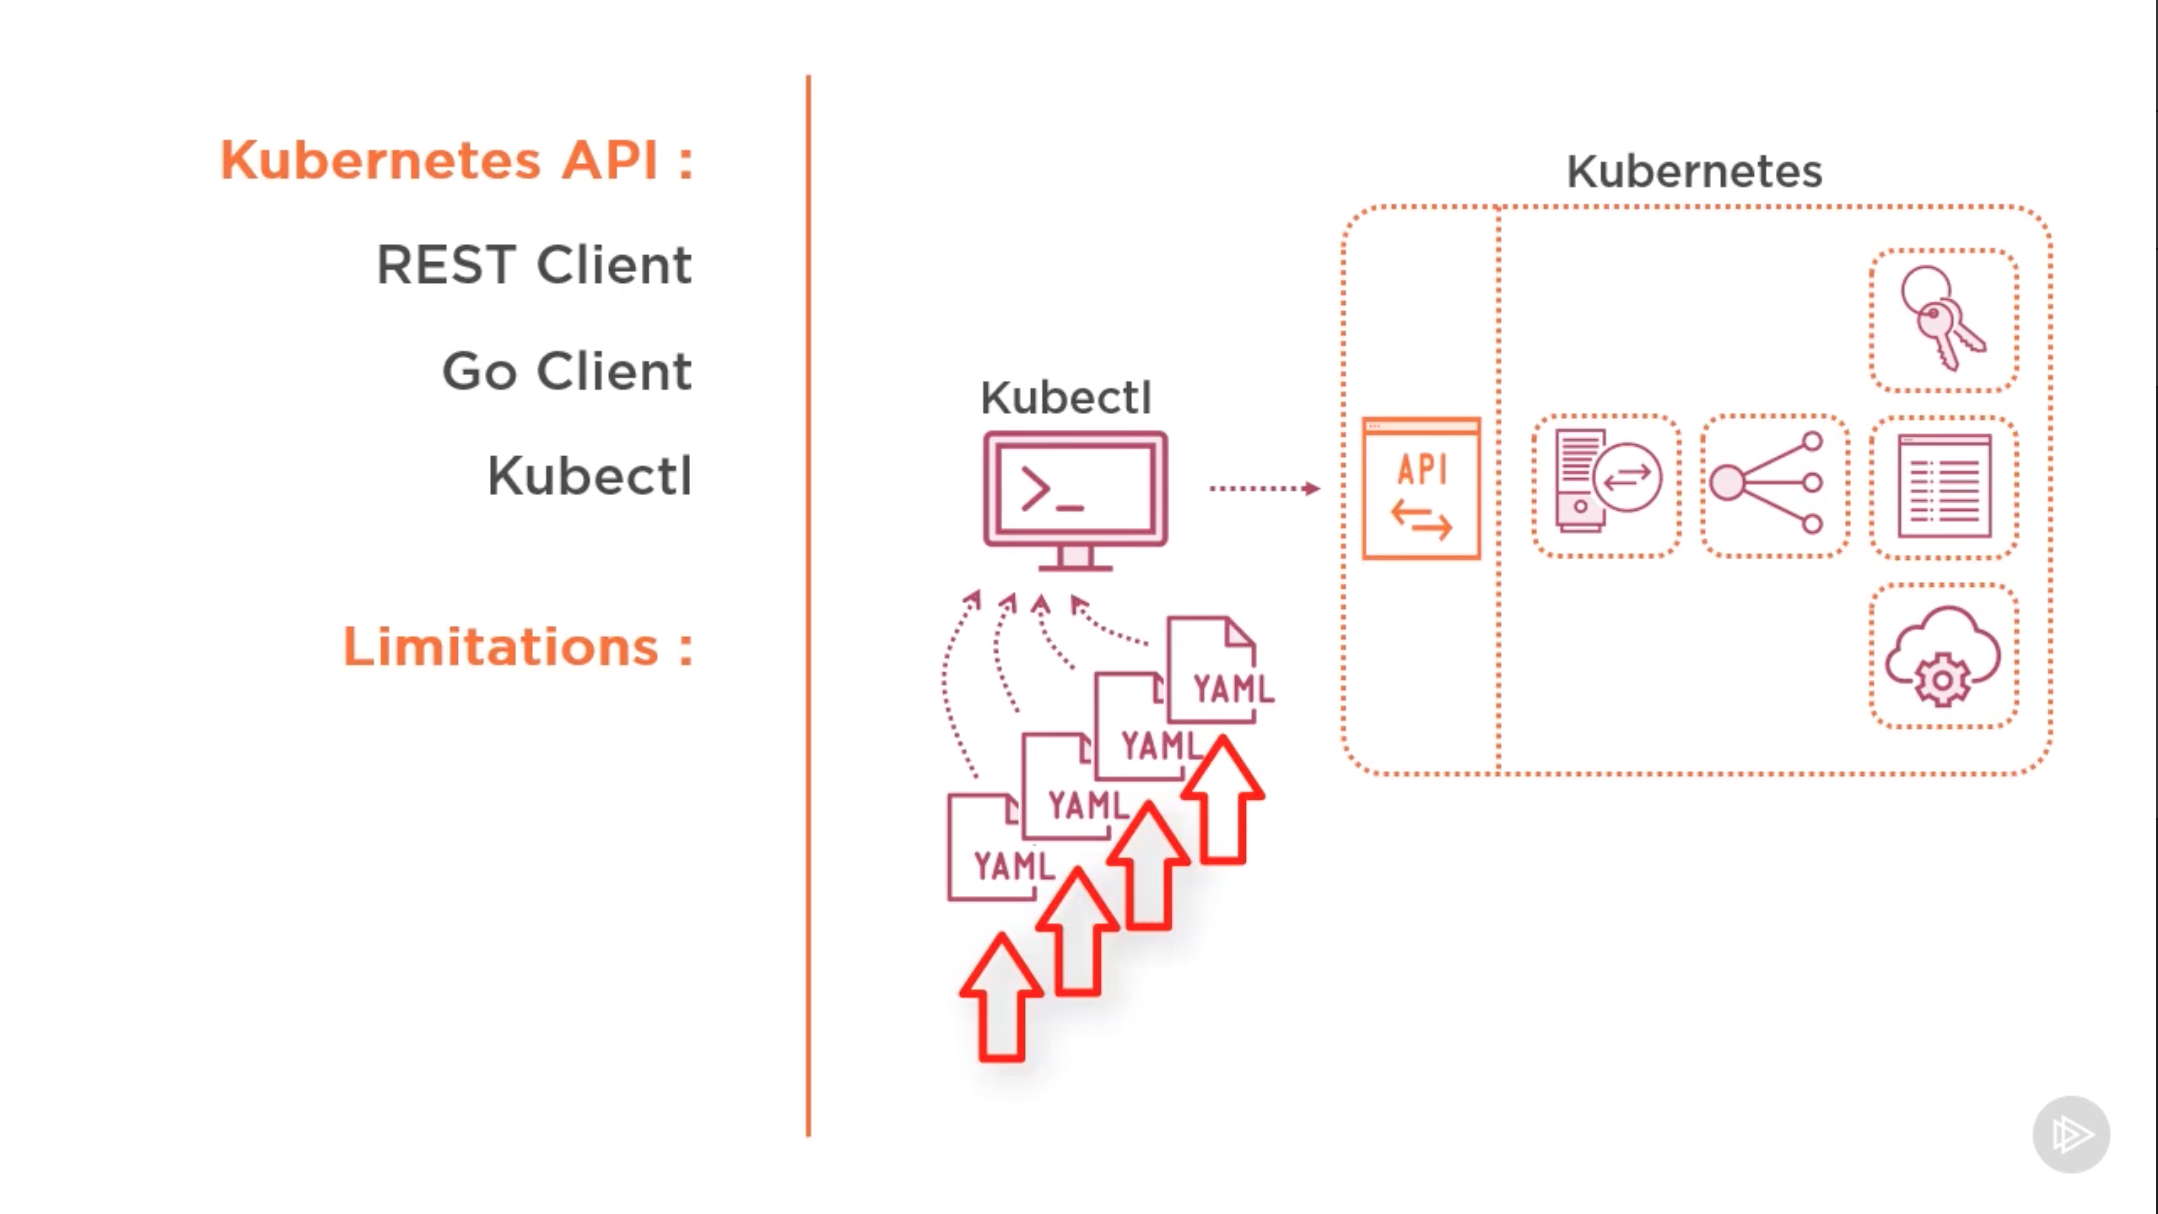 Kubernetes API :
REST Client
Go Client
Kubectl
Limitations :
Kubernetes
Kubectl
API
YAML
YAML
YAML
YAML